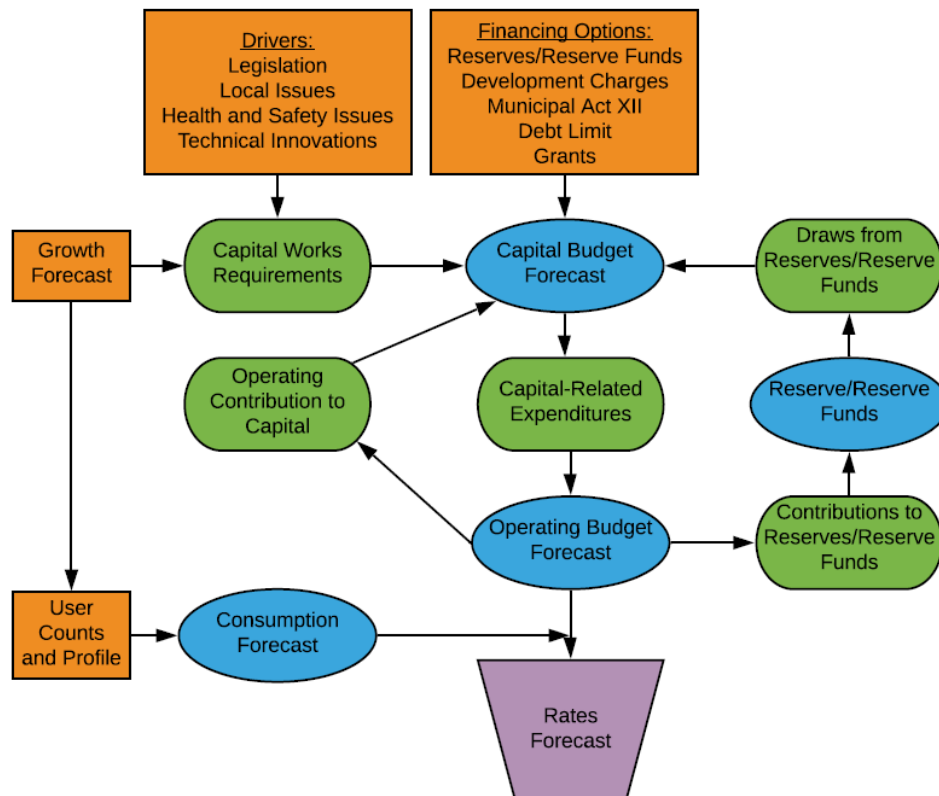 Drivers:
Legislation
Local Issues
Health and Safety Issues
Technical Innovations
Financing Options:
Reserves/Reserve Funds
Development Charges
Municipal Act XII
Debt Limit
Grants
Growth
Forecast
Capital Works
Requirements
Capital Budget
Forecast
Draws from
Reserves/Reserve
Funds
Operating
Contribution to
Capital
Capital-Related
Expenditures
Reserve/Reserve
Funds
Operating Budget
Forecast
Contributions to
Reserves/Reserve
Funds
User
Counts
and Profile
Consumption
Forecast
Rates
Forecast